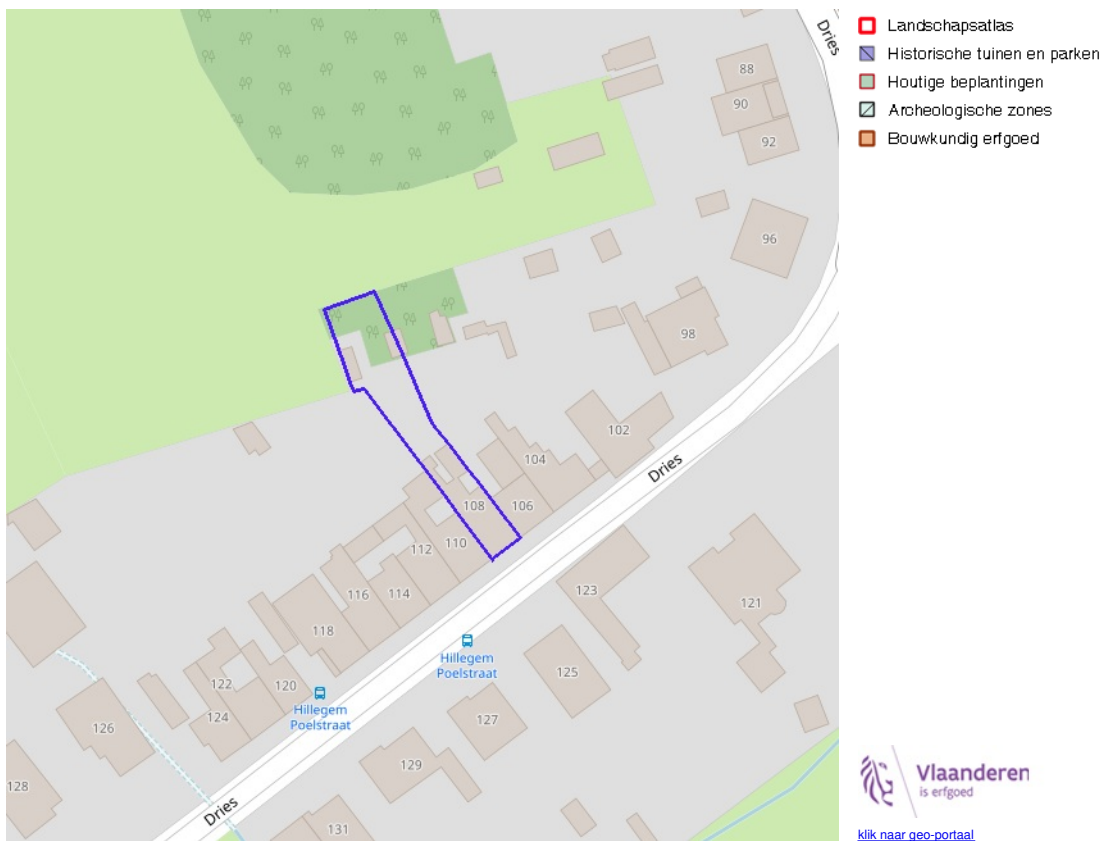 Landschapsatlas
Historische tuinen en parken
Houtige beplantingen
Archeologische zones
Bouwkundig erfgoed
Dries
88
90
92
96
98
102
Dries
104
106
108
110
112
114
116
118
120
122
124
126
128
123
121
125
127
129
131
Hillegem
Poelstraat
Hillegem
Poelstraat
Dries
Vlaanderen
is erfgoed
klik naar geo-portaal